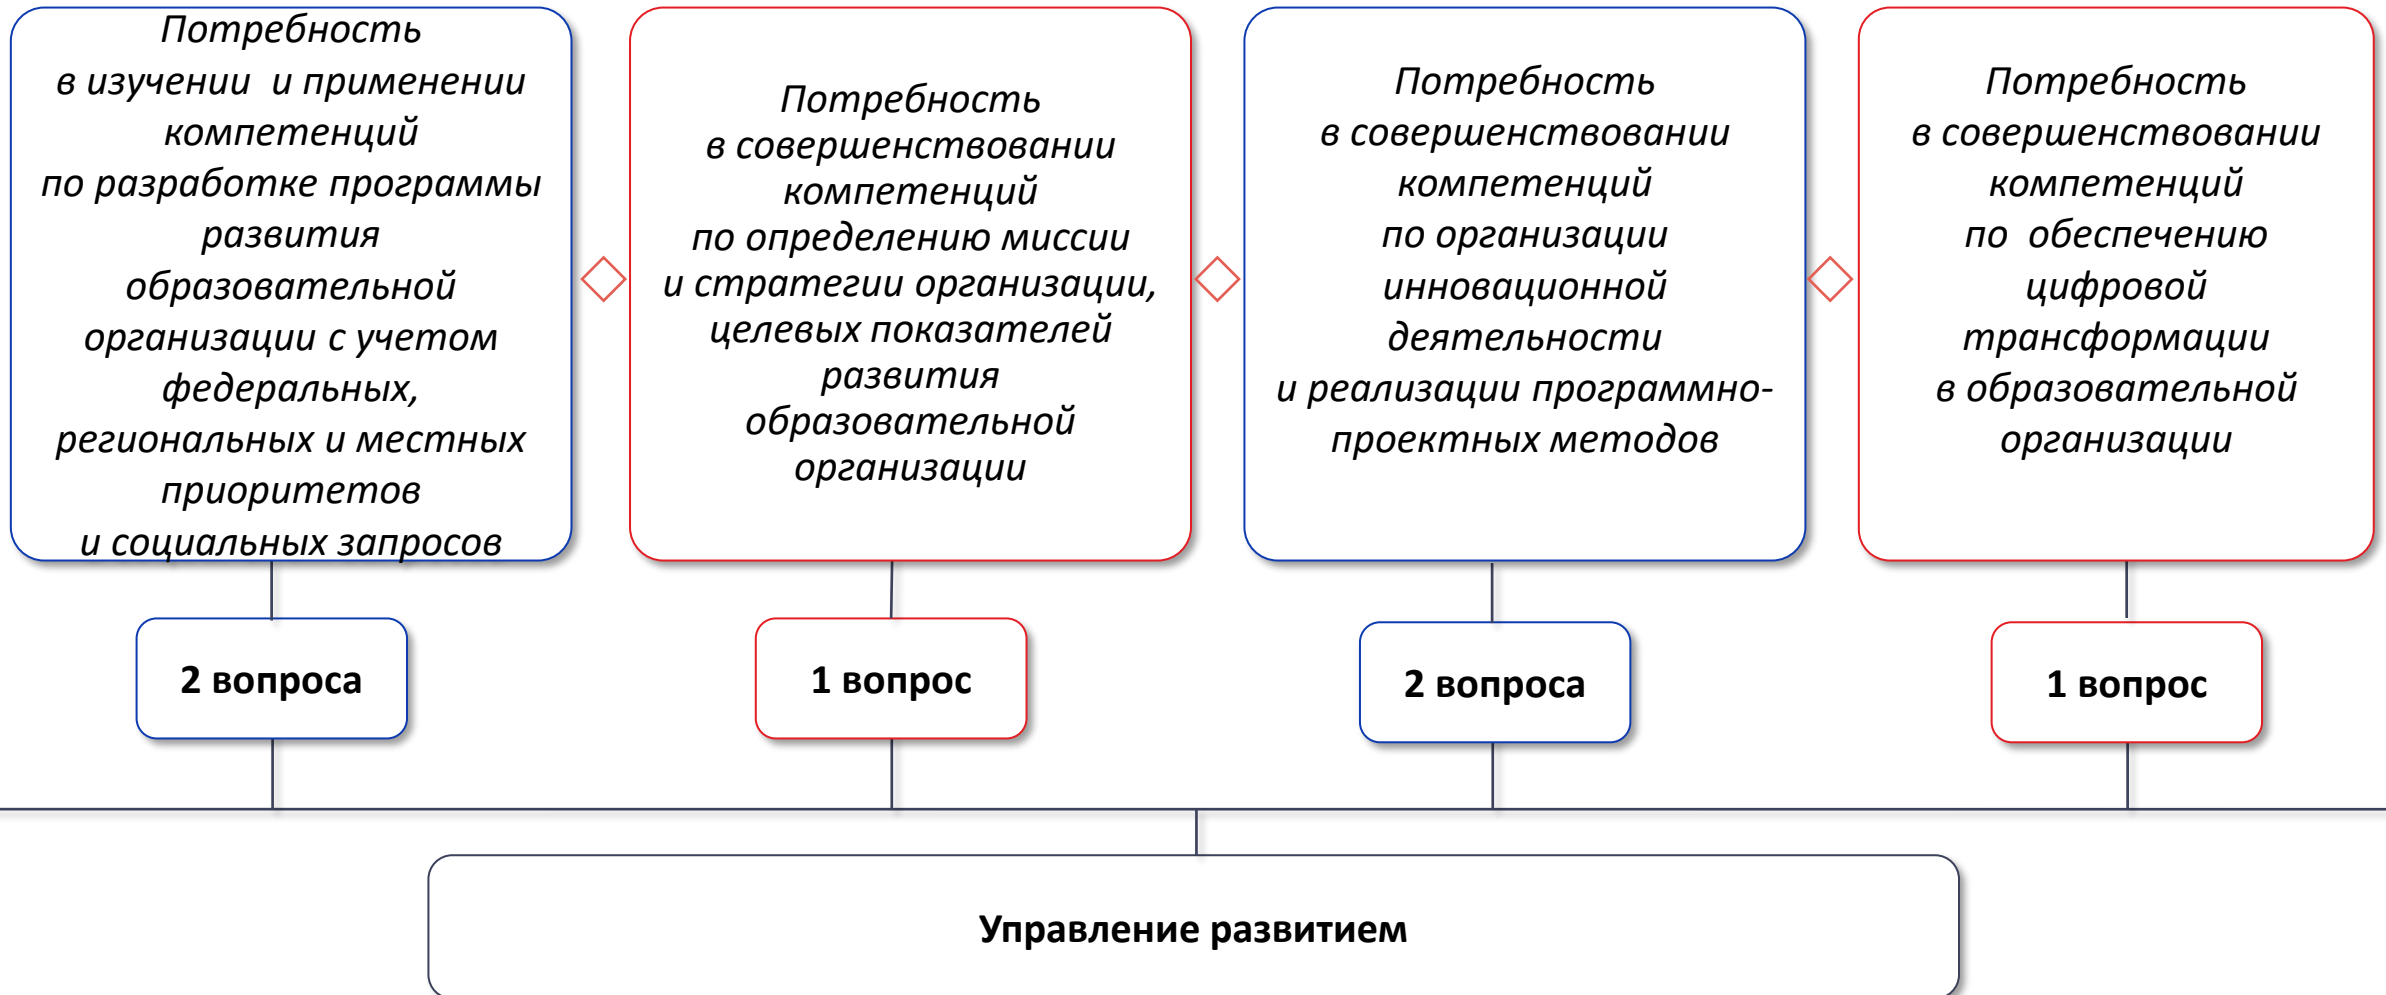 Потребность
в изучении и применении
компетенций
по разработке программы
развития
образовательной
организации с учетом
федеральных,
региональных и местных
приоритетов
и социальных запросов
Потребность
в совершенствовании
компетенций
по определению миссии
и стратегии организации,
целевых показателей
развития
образовательной
организации
Потребность
в совершенствовании
компетенций
по организации
инновационной
деятельности
и реализации программно-
проектных методов
Потребность
в совершенствовании
компетенций
по обеспечению
цифровой
трансформации
в образовательной
организации
2 вопроса
1 вопрос
2 вопроса
1 вопрос
Управление развитием